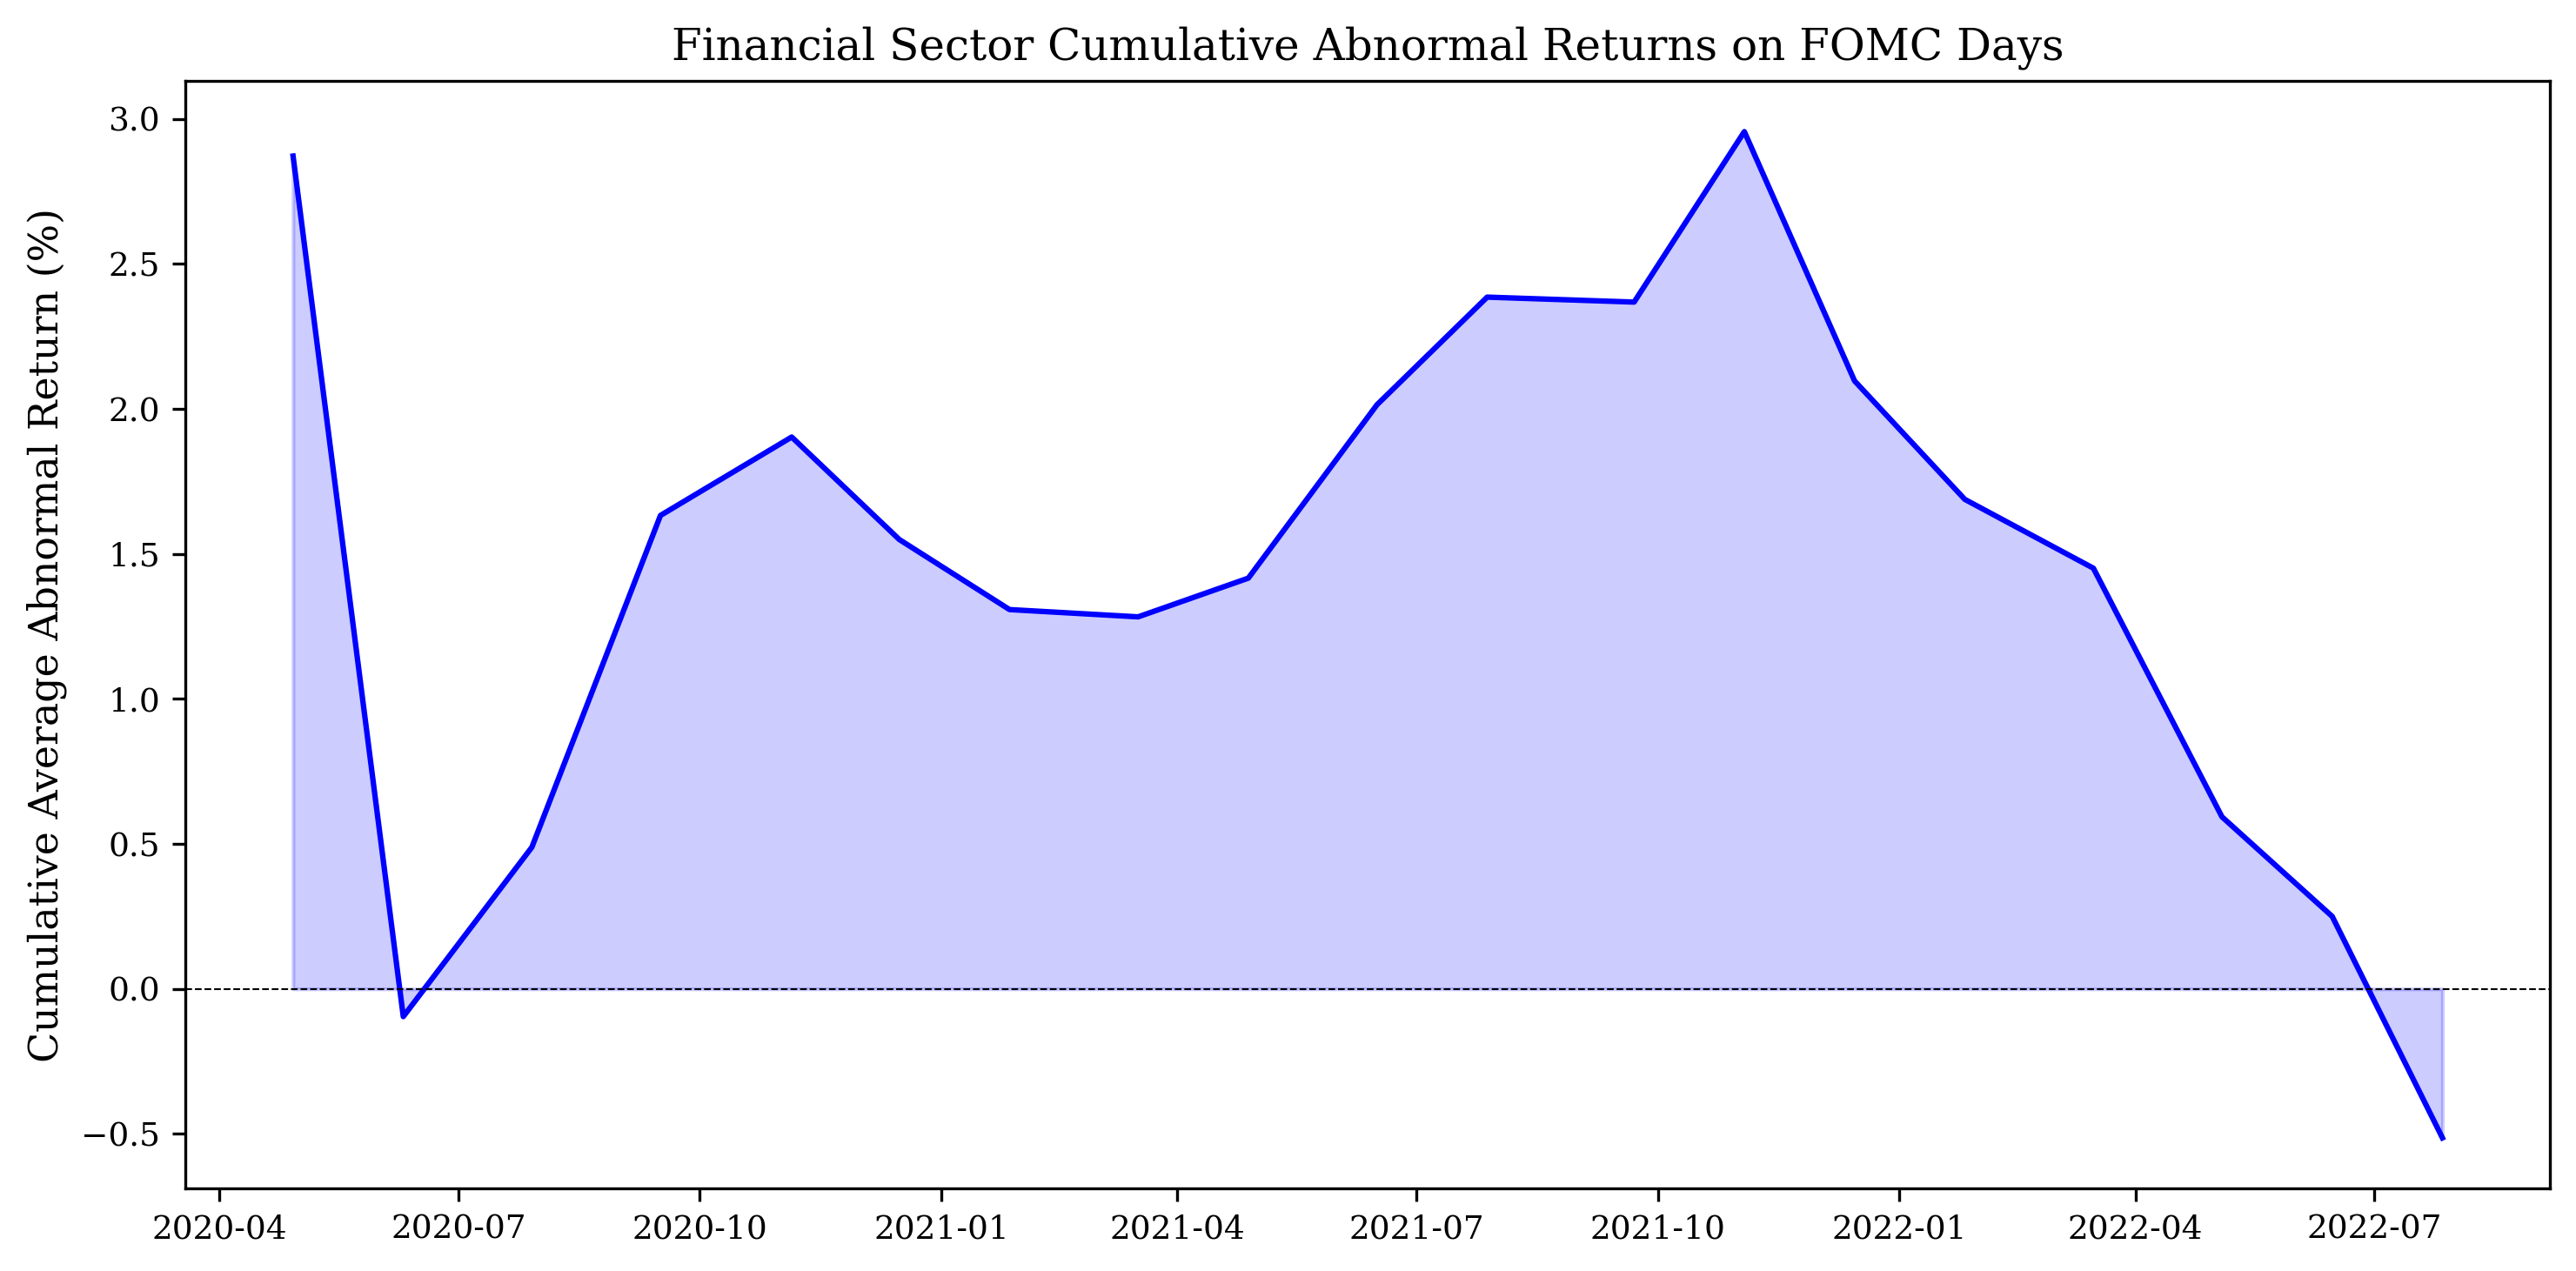 Financial Sector Cumulative Abnormal Returns on FOMC Days
Cumulative Average Abnormal Return (%)
3.0
2.5
2.0
1.5
1.0
0.5
0.0
−0.5
2020-04 2020-07 2020-10 2021-01 2021-04 2021-07 2021-10 2022-01 2022-04 2022-07